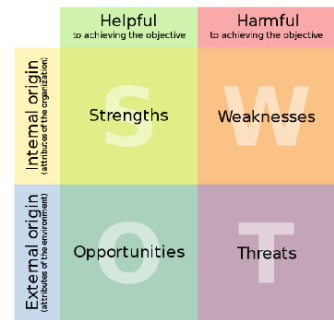 Helpful
to achieving the objective
Harmful
to achieving the objective
Internal origin
(attributes of the organization)
S
Strengths
W
Weaknesses
External origin
(attributes of the environment)
O
Opportunities
T
Threats